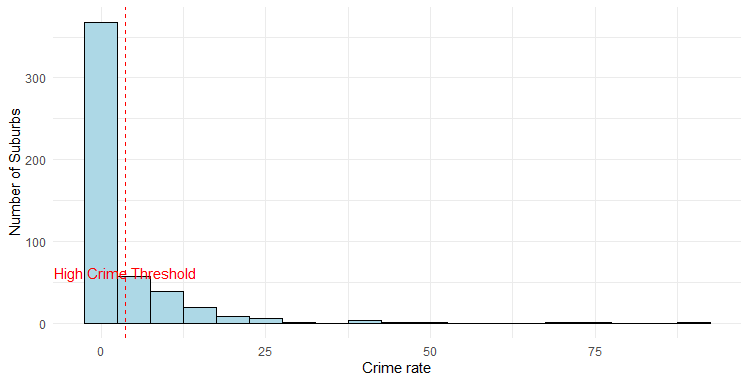 300
200
100
0
Number of Suburbs
High Crime Threshold
0 25 50 75
Crime rate